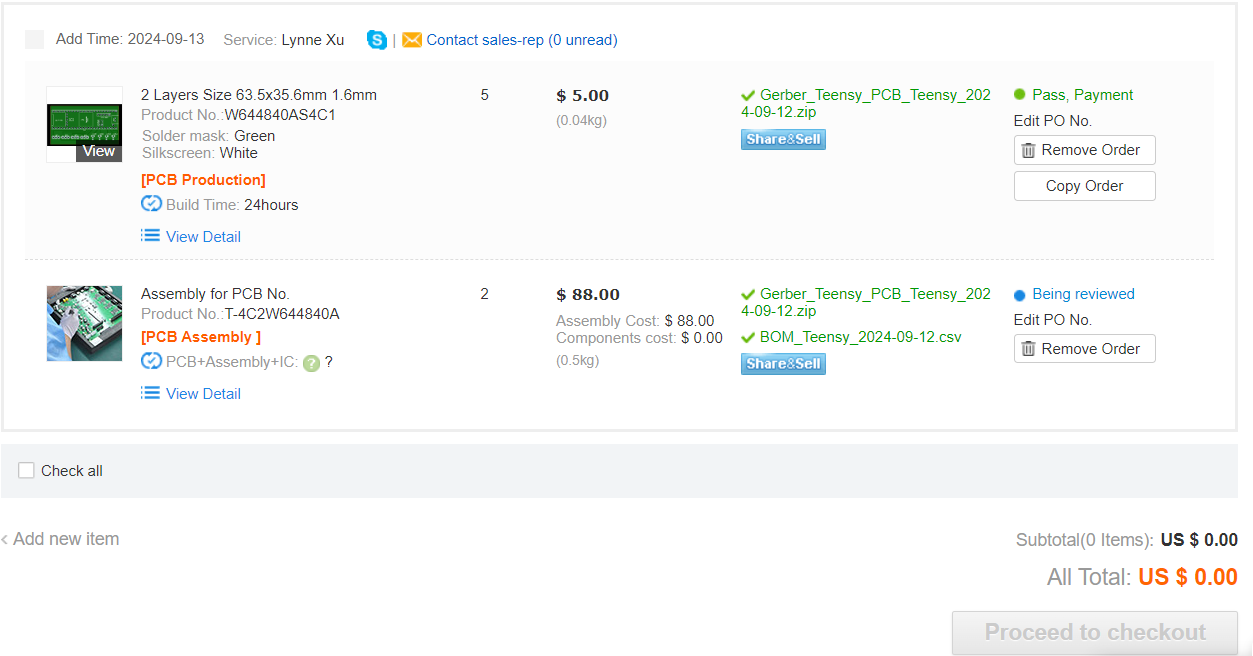 Add Time: 2024-09-13 Service: Lynne Xu S | Contact sales-rep (0 unread)
2 Layers Size 63.5x35.6mm 1.6mm 5 $ 5.00 Gerber_Teensy_PCB_Teensy_202 Pass, Payment
Product No.:W644840AS4C1 (0.04kg) 4-09-12.zip Edit PO No.
Solder mask: Green Share&Sell Remove Order
View Silkscreen: White
[PCB Production] Copy Order
Build Time: 24hours
View Detail
Assembly for PCB No. 2 $ 88.00 Gerber_Teensy_PCB_Teensy_202 Being reviewed
Product No.:T-4C2W644840A Assembly Cost: $ 88.00 4-09-12.zip Edit PO No.
[PCB Assembly ] Components cost: $ 0.00 BOM_Teensy_2024-09-12.csv Remove Order
PCB+Assembly+IC: ? ? (0.5kg) Share&Sell
View Detail
Check all
‹ Add new item Subtotal(0 Items): US $ 0.00
All Total: US $ 0.00
Proceed to checkout